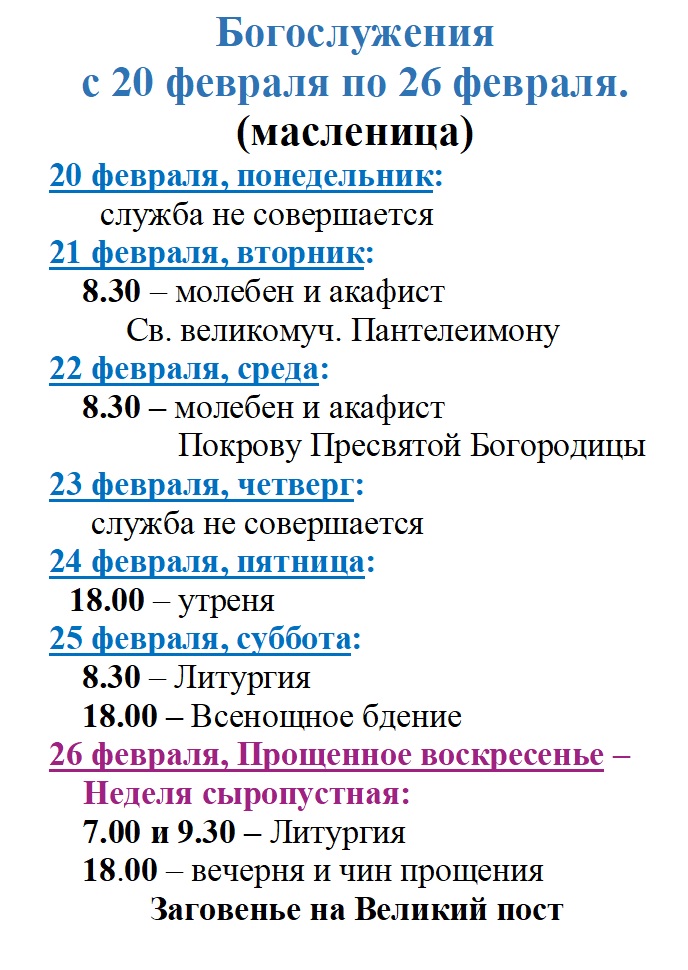 Богослужения
с 20 февраля по 26 февраля.
(масленица)
20 февраля, понедельник:
служба не совершается
21 февраля, вторник:
8.30 – молебен и акафист
Св. великомуч. Пантелеимону
22 февраля, среда:
8.30 – молебен и акафист
Покрову Пресвятой Богородицы
23 февраля, четверг:
служба не совершается
24 февраля, пятница:
18.00 – утреня
25 февраля, суббота:
8.30 – Литургия
18.00 – Всенощное бдение
26 февраля, Прощенное воскресенье –
Неделя сыропустная:
7.00 и 9.30 – Литургия
18.00 – вечерня и чин прощения
Заговенье на Великий пост